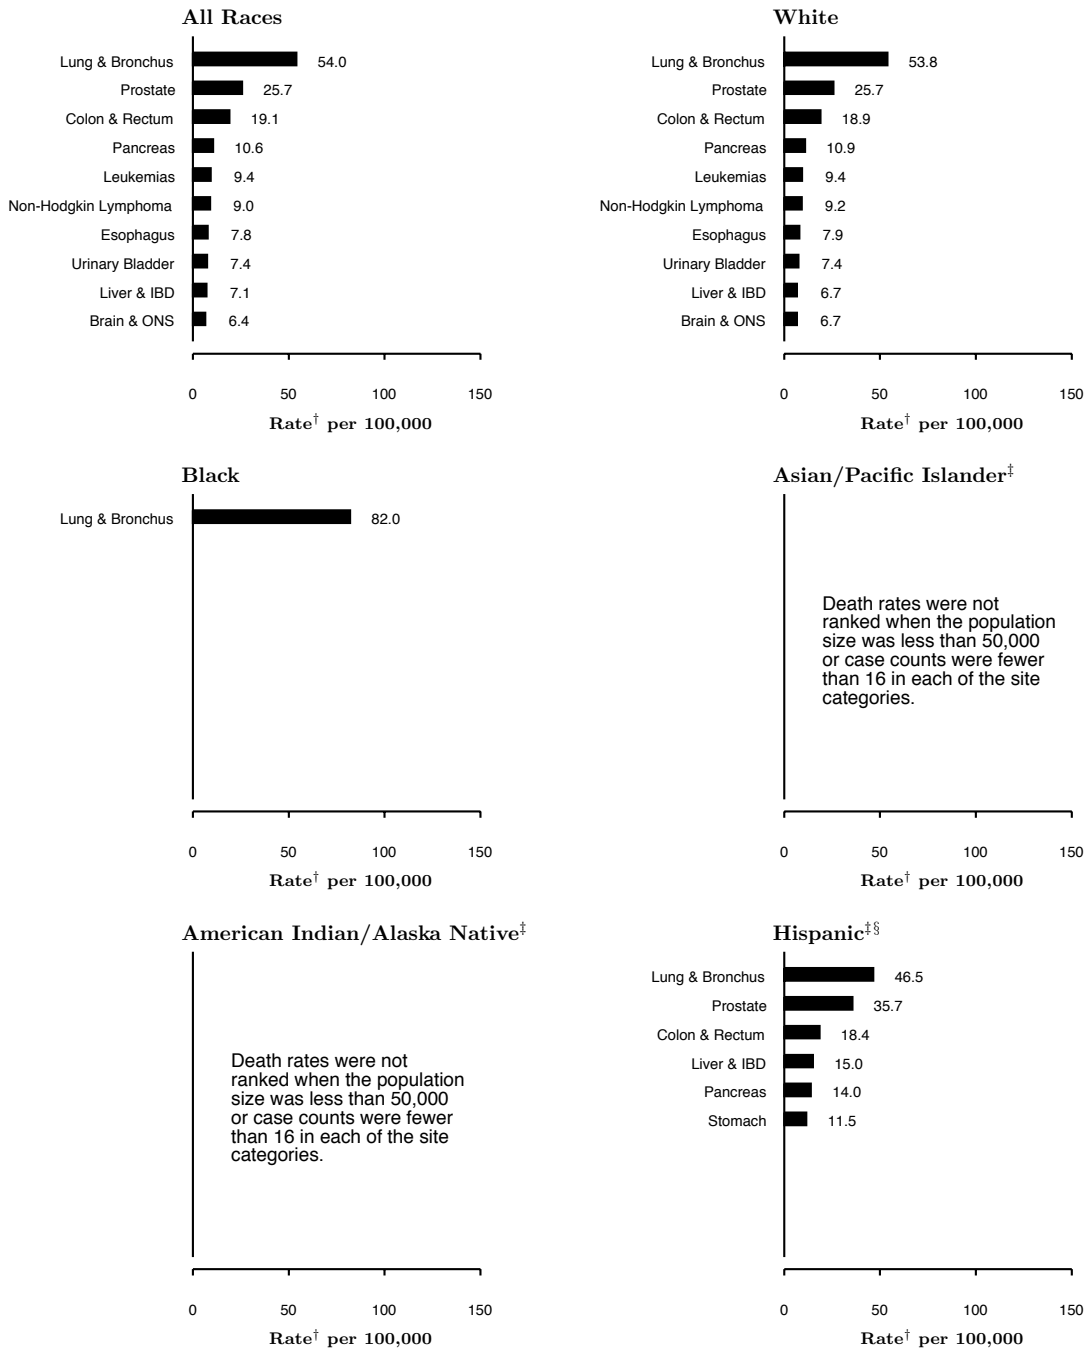 All Races
Lung & Bronchus 54.0
Prostate 25.7
Colon & Rectum 19.1
Pancreas 10.6
Leukemias 9.4
Non-Hodgkin Lymphoma 9.0
Esophagus 7.8
Urinary Bladder 7.4
Liver & IBD 7.1
Brain & ONS 6.4
0 50 100 150
Rate† per 100,000
White
Lung & Bronchus 53.8
Prostate 25.7
Colon & Rectum 18.9
Pancreas 10.9
Leukemias 9.4
Non-Hodgkin Lymphoma 9.2
Esophagus 7.9
Urinary Bladder 7.4
Liver & IBD 6.7
Brain & ONS 6.7
0 50 100 150
Rate† per 100,000
Black
Lung & Bronchus 82.0
0 50 100 150
Rate† per 100,000
Asian/Pacific Islander‡
Death rates were not
ranked when the population
size was less than 50,000
or case counts were fewer
than 16 in each of the site
categories.
0 50 100 150
Rate† per 100,000
American Indian/Alaska Native‡
Death rates were not
ranked when the population
size was less than 50,000
or case counts were fewer
than 16 in each of the site
categories.
0 50 100 150
Rate† per 100,000
Hispanic‡§
Lung & Bronchus 46.5
Prostate 35.7
Colon & Rectum 18.4
Liver & IBD 15.0
Pancreas 14.0
Stomach 11.5
0 50 100 150
Rate† per 100,000